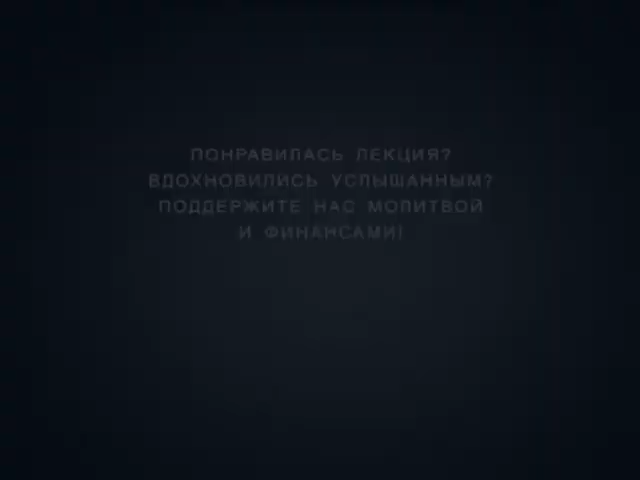 ПОНРАВИЛАСЬ ЛЕКЦИЯ?
ВДОХНОВИЛИСЬ УСЛЫШАННЫМ?
ПОДДЕРЖИТЕ НАС МОЛИТВОЙ
И ФИНАНСАМИ!